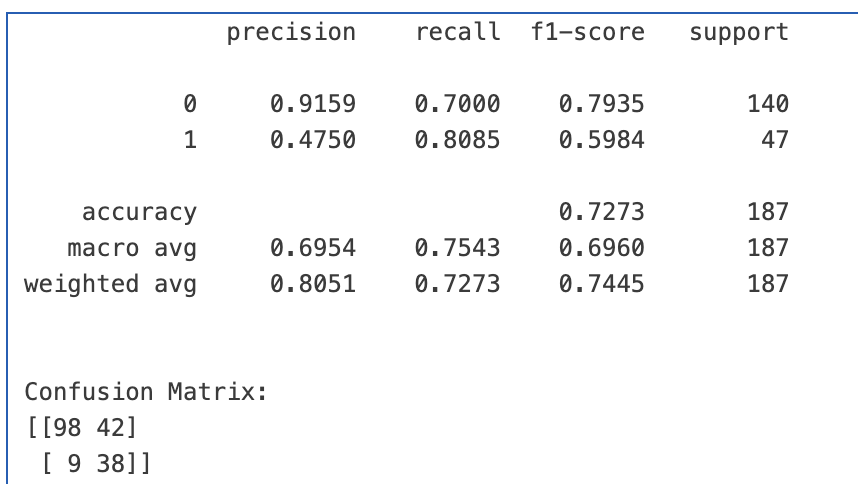 precision recall f1-score support
0 0.9159 0.7000 0.7935 140
1 0.4750 0.8085 0.5984 47
accuracy 0.7273 187
macro avg 0.6954 0.7543 0.6960 187
weighted avg 0.8051 0.7273 0.7445 187
Confusion Matrix:
[[98 42]
[ 9 38]]